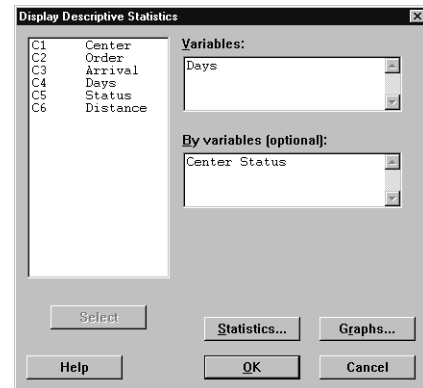 Display Descriptive Statistics
C1 Center
C2 Order
C3 Arrival
C4 Days
C5 Status
C6 Distance
Variables:
Days
By variables (optional):
Center Status
Select
Statistics...
Graphs...
Help
OK
Cancel